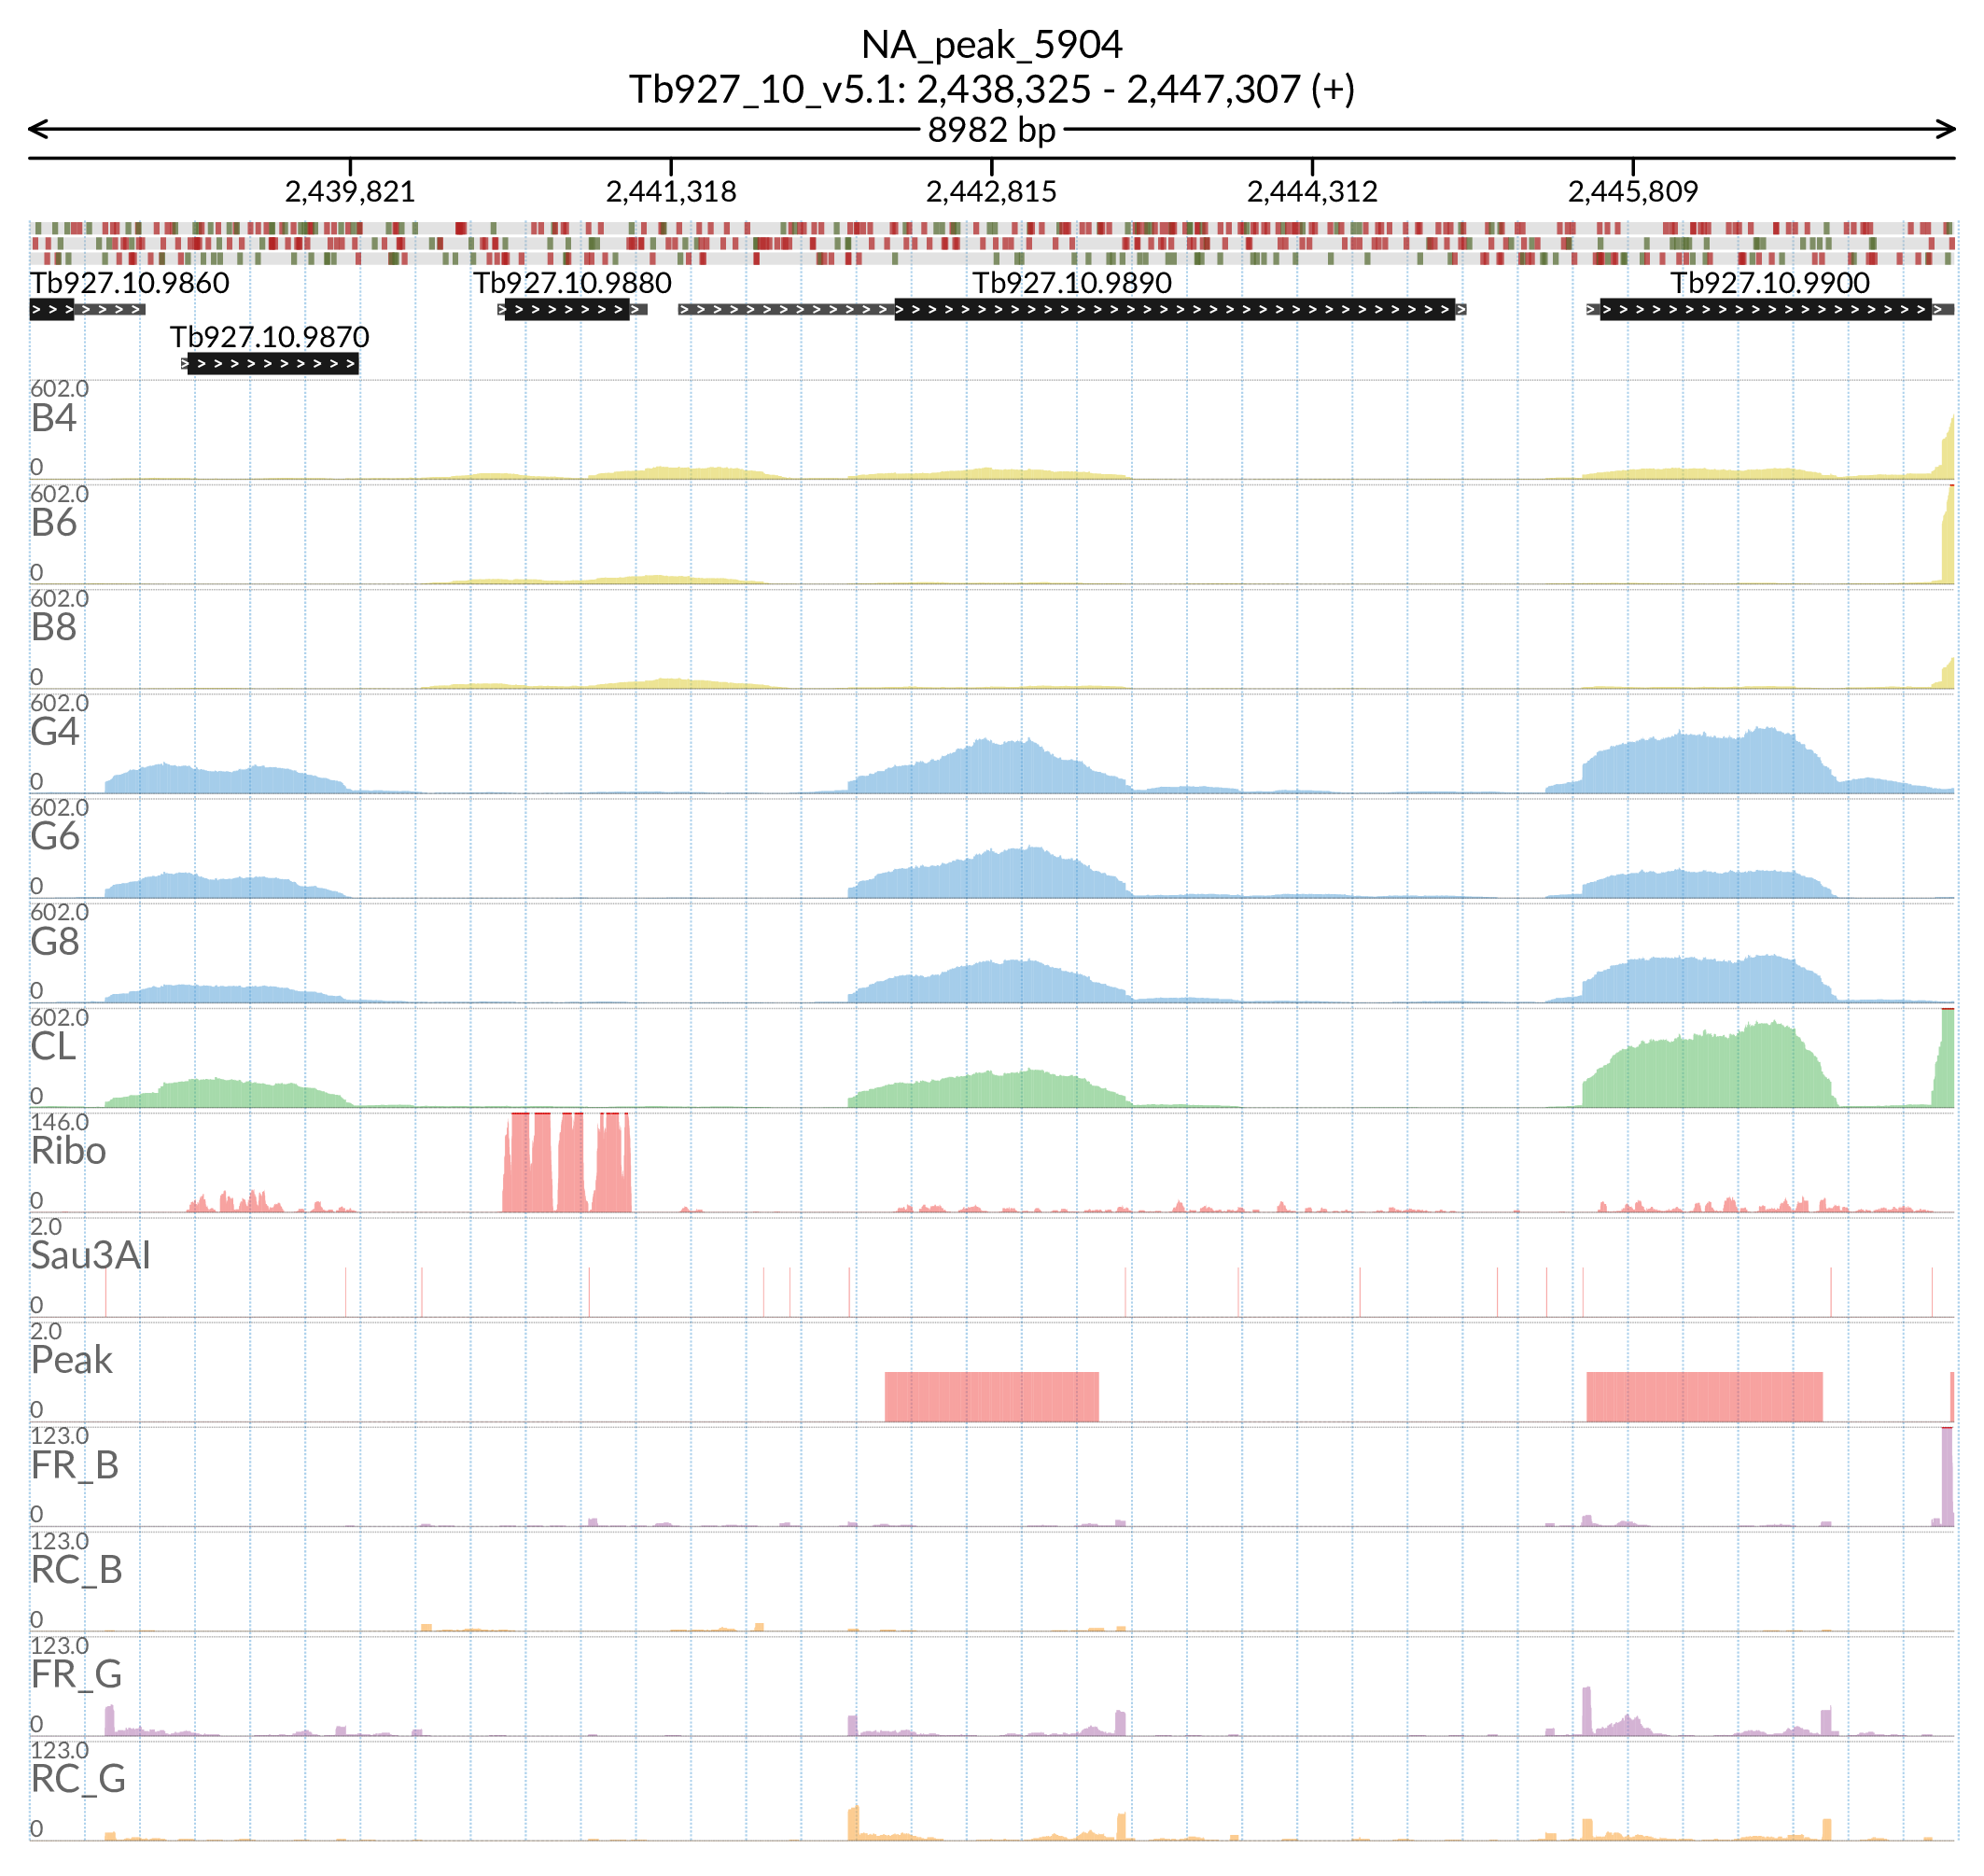 NA_peak_5904
Tb927_10_v5.1: 2,438,325 - 2,447,307 (+)
8982 bp
2,439,821 2,441,318 2,442,815 2,444,312 2,445,809
Tb927.10.9860 Tb927.10.9880 Tb927.10.9890 Tb927.10.9900
Tb927.10.9870
602.0
B4
0
602.0
B6
0
602.0
B8
0
602.0
G4
0
602.0
G6
0
602.0
G8
0
602.0
CL
0
146.0
Ribo
0
2.0
Sau3AI
0
2.0
Peak
0
123.0
FR_B
0
123.0
RC_B
0
123.0
FR_G
0
123.0
RC_G
0